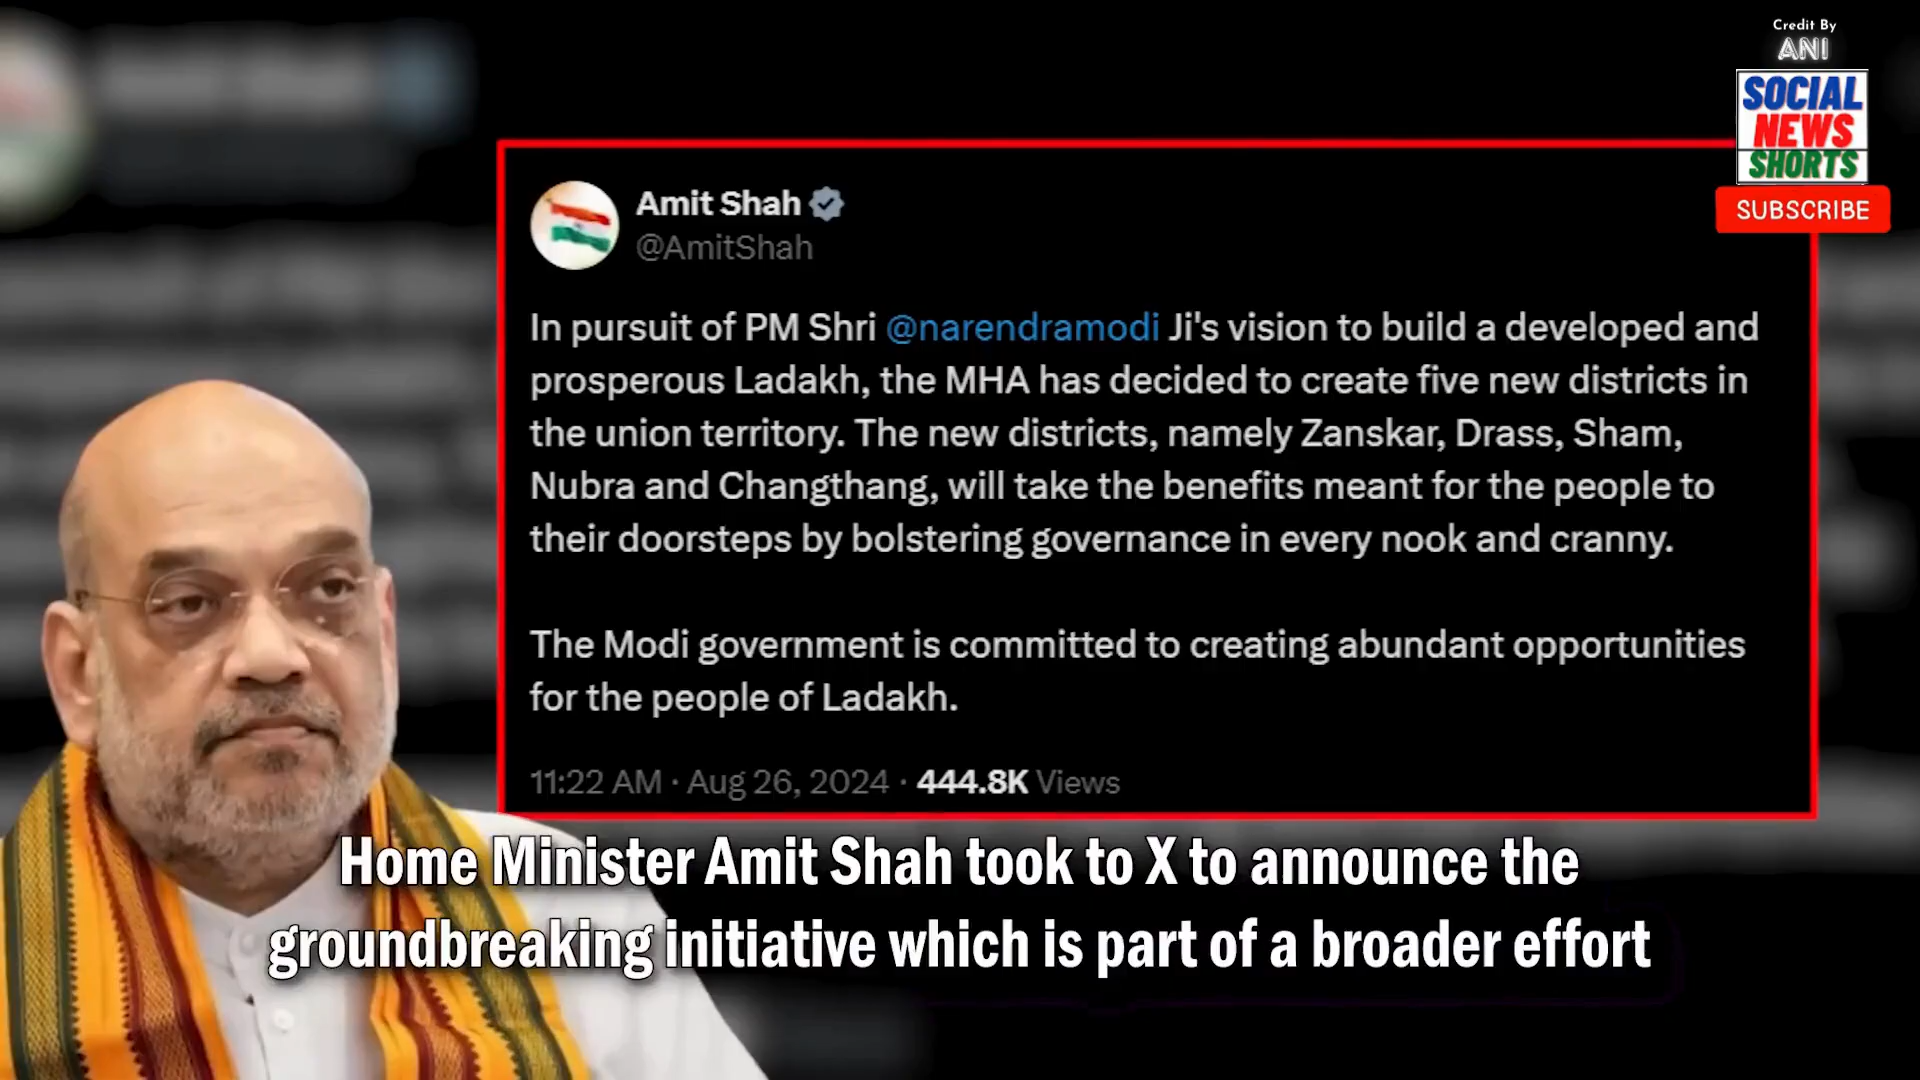 Credit By
ANI
SOCIAL
NEWS
SHORTS
SUBSCRIBE
Amit Shah
@AmitShah
In pursuit of PM Shri @narendramodi Ji's vision to build a developed and
prosperous Ladakh, the MHA has decided to create five new districts in
the union territory. The new districts, namely Zanskar, Drass, Sham,
Nubra and Changthang, will take the benefits meant for the people to
their doorsteps by bolstering governance in every nook and cranny.
The Modi government is committed to creating abundant opportunities
for the people of Ladakh.
11:22 AM · Aug 26, 2024 · 444.8K Views
Home Minister Amit Shah took to X to announce the
groundbreaking initiative which is part of a broader effort